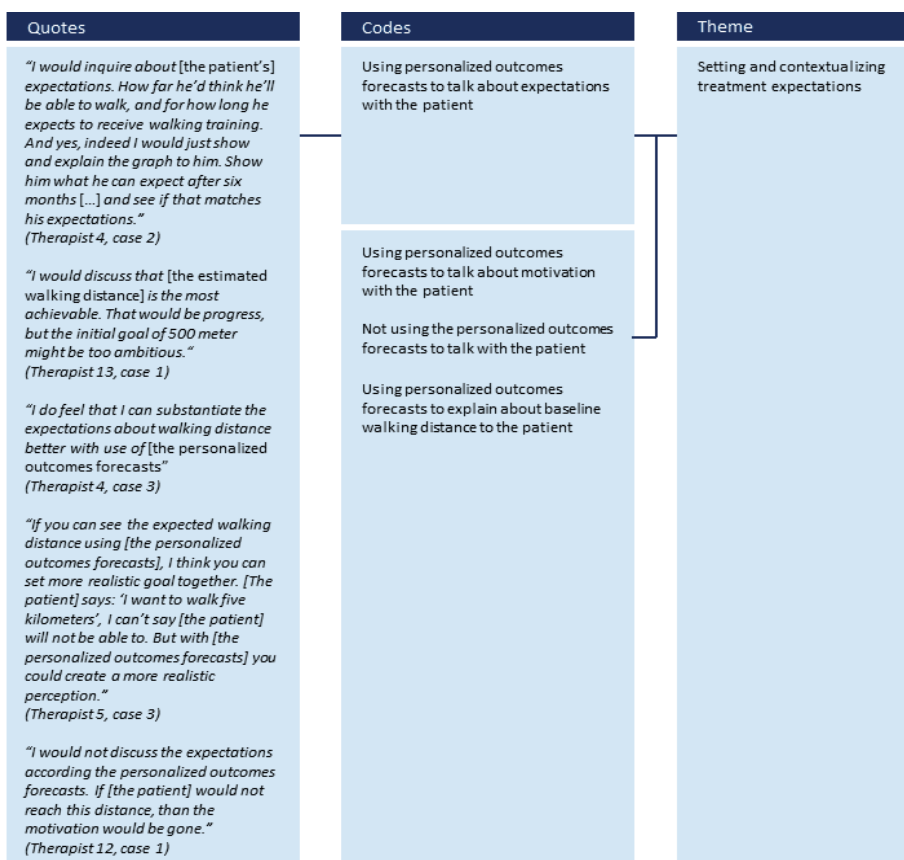 Quotes
“I would inquire about [the patient’s]
expectations. How far he’d think he’ll
be able to walk, and for how long he
expects to receive walking training.
And yes, indeed I would just show
and explain the graph to him. Show
him what he can expect after six
months […] and see if that matches
his expectations.”
(Therapist 4, case 2)
“I would discuss that [the estimated
walking distance] is the most
achievable. That would be progress,
but the initial goal of 500 meter
might be too ambitious.“
(Therapist 13, case 1)
“I do feel that I can substantiate the
expectations about walking distance
better with use of [the personalized
outcomes forecasts”
(Therapist 4, case 3)
“If you can see the expected walking
distance using [the personalized
outcomes forecasts], I think you can
set more realistic goal together. [The
patient] says: ‘I want to walk five
kilometers’, I can’t say [the patient]
will not be able to. But with [the
personalized outcomes forecasts] you
could create a more realistic
perception.”
(Therapist 5, case 3)
“I would not discuss the expectations
according the personalized outcomes
forecasts. If [the patient] would not
reach this distance, than the
motivation would be gone.”
(Therapist 12, case 1)
Codes
Using personalized outcomes
forecasts to talk about expectations
with the patient
Using personalized outcomes
forecasts to talk about motivation
with the patient
Not using the personalized outcomes
forecasts to talk with the patient
Using personalized outcomes
forecasts to explain about baseline
walking distance to the patient
Theme
Setting and contextualizing
treatment expectations